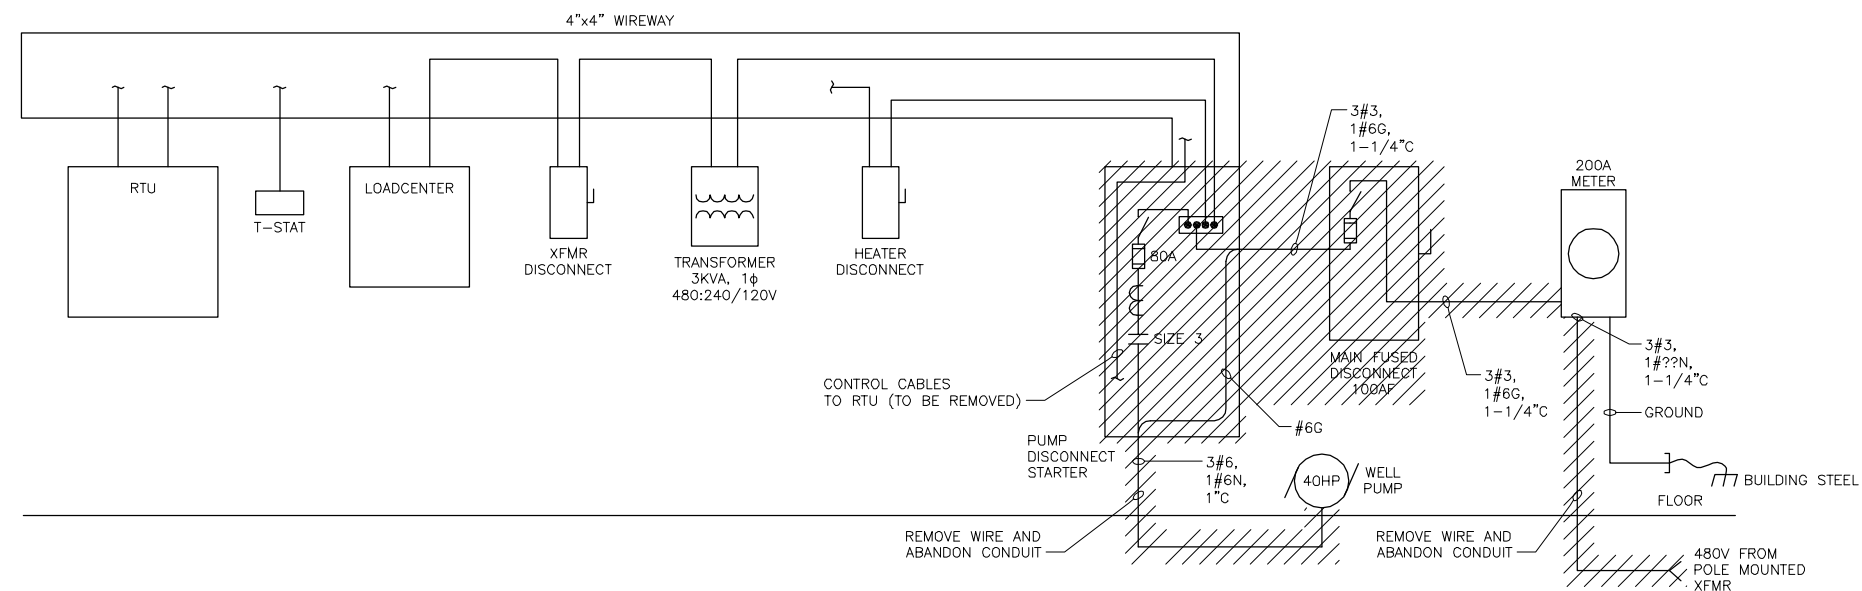 4"x4" WIREWAY
RTU
T-STAT
LOADCENTER
XFMR
DISCONNECT
TRANSFORMER
3KVA, 1ϕ
480:240/120V
HEATER
DISCONNECT
3#3,
1#6G,
1-1/4"C
200A
METER
80A
SIZE 3
MAIN FUSED
DISCONNECT
100AF
CONTROL CABLES
TO RTU (TO BE REMOVED)
3#3,
1#6G,
1-1/4"C
3#3,
1#??N,
1-1/4"C
GROUND
#6G
PUMP
DISCONNECT
STARTER
3#6,
1#6N,
1"C
40HP
WELL
PUMP
BUILDING STEEL
FLOOR
REMOVE WIRE AND
ABANDON CONDUIT
REMOVE WIRE AND
ABANDON CONDUIT
480V FROM
POLE MOUNTED
XFMR